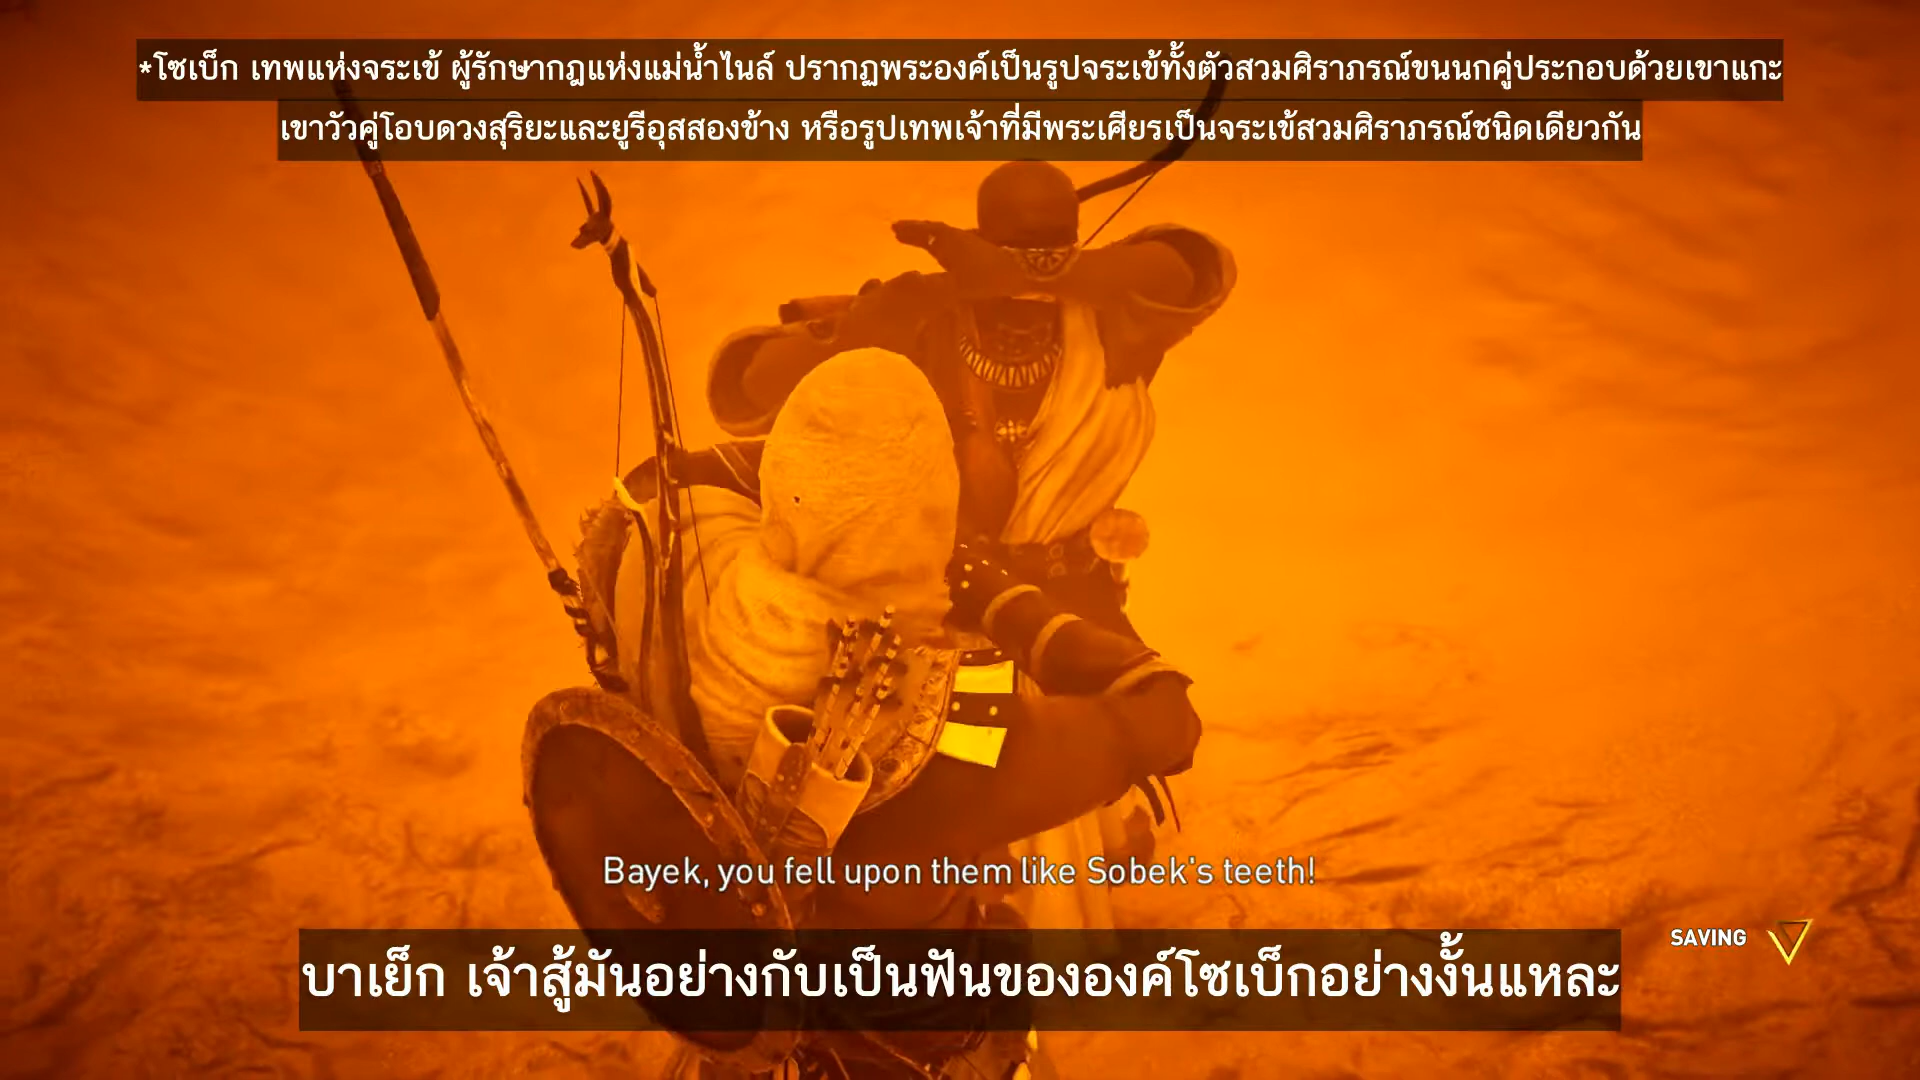 *โซเบ็ก เทพแห่งจระเข้ ผู้รักษากฎแห่งแม่น้ำไนล์ ปรากฏพระองค์เป็นรูปจระเข้ทั้งตัวสวมศิราภรณ์ขนนกคู่ประกอบด้วยเขาแกะ
เขาวัวคู่โอบดวงสุริยะและยูรีอุสสองข้าง หรือรูปเทพเจ้าที่มีพระเศียรเป็นจระเข้สวมศิราภรณ์ชนิดเดียวกัน
Bayek, you fell upon them like Sobek's teeth!
SAVING
บาเย็ก เจ้าสู้มันอย่างกับเป็นฟันขององค์โซเบ็กอย่างงั้นแหละ